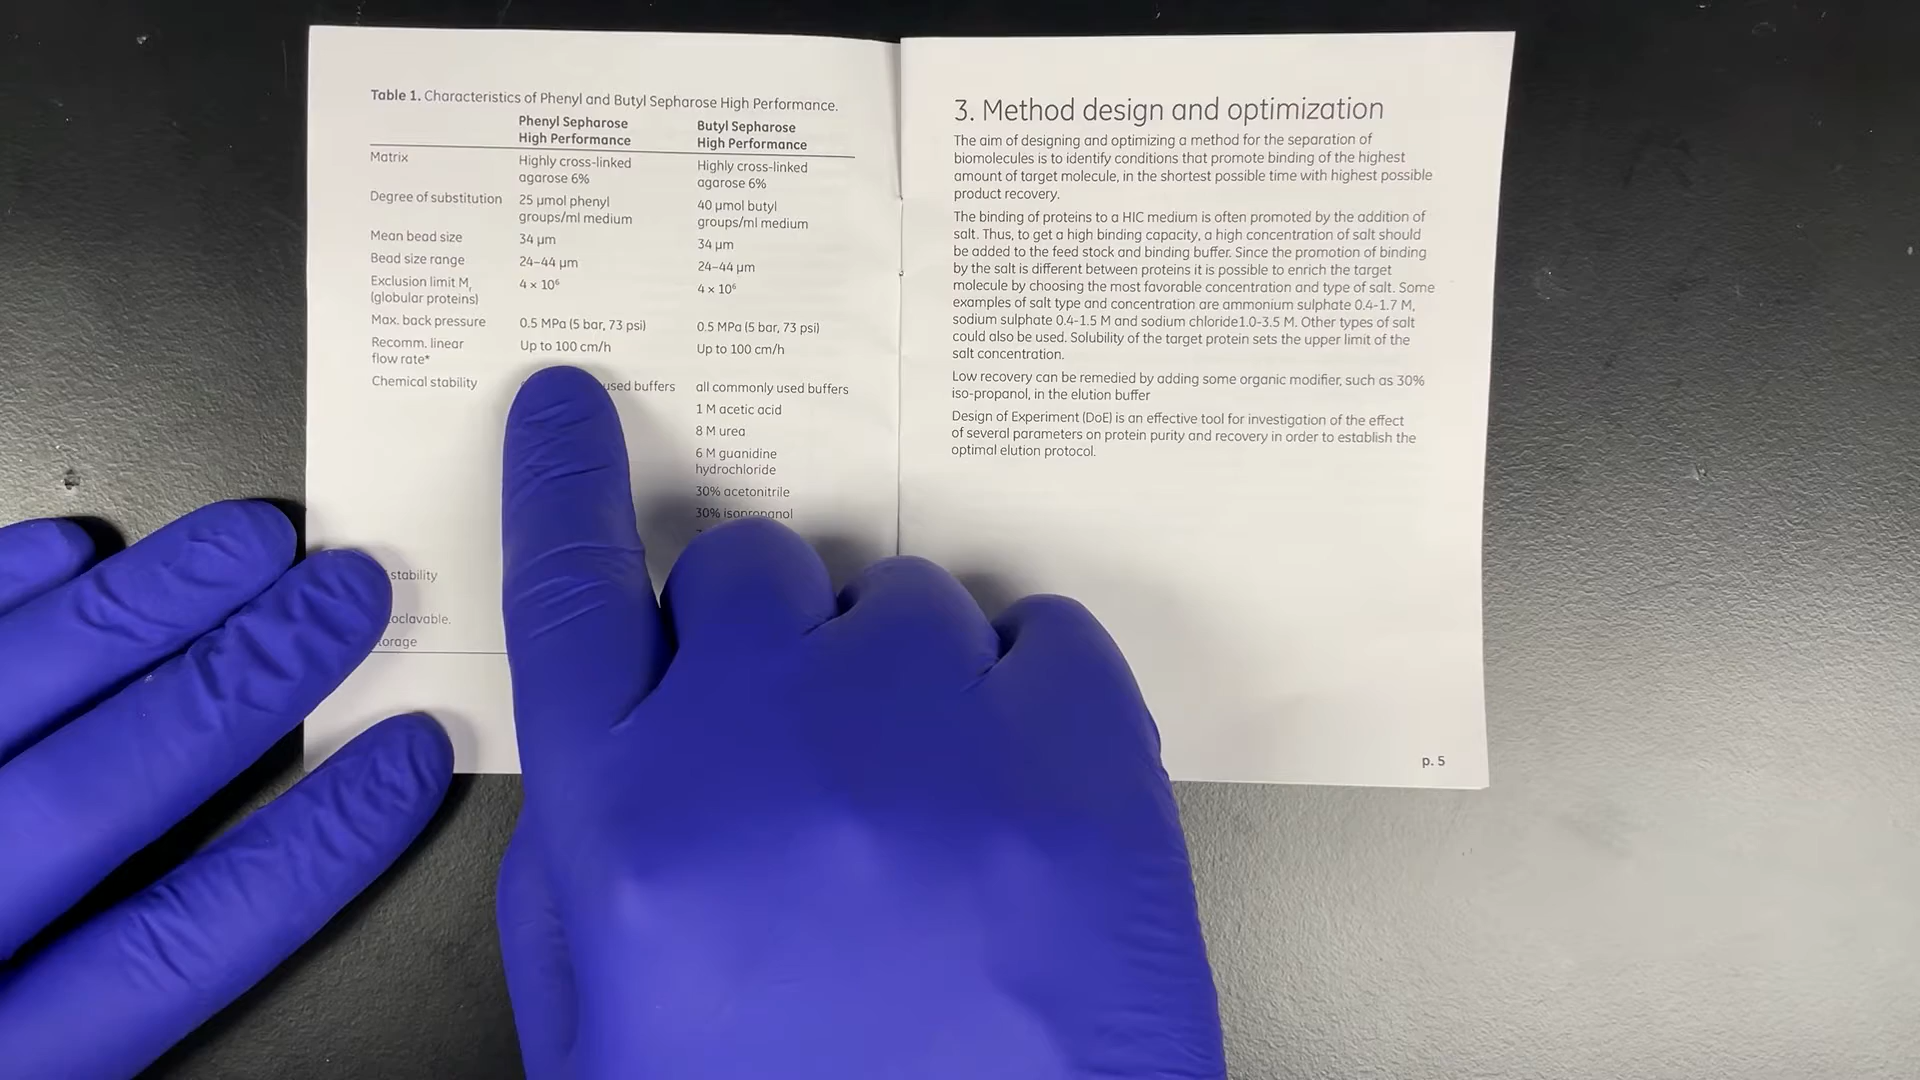 Table 1. Characteristics of Phenyl and Butyl Sepharose High Performance.
Phenyl Sepharose High Performance
Butyl Sepharose High Performance
Matrix
Highly cross-linked agarose 6%
Highly cross-linked agarose 6%
Degree of substitution
25 µmol phenyl groups/ml medium
40 µmol butyl groups/ml medium
Mean bead size
34 µm
34 µm
Bead size range
24–44 µm
24–44 µm
Exclusion limit Mr (globular proteins)
4 x 10⁶
4 x 10⁶
Max. back pressure
0.5 MPa (5 bar, 73 psi)
0.5 MPa (5 bar, 73 psi)
Recomm. linear flow rate*
Up to 100 cm/h
Up to 100 cm/h
Chemical stability
used buffers
all commonly used buffers
1 M acetic acid
8 M urea
6 M guanidine hydrochloride
30% acetonitrile
30% isopropanol
stability
3. Method design and optimization
The aim of designing and optimizing a method for the separation of
biomolecules is to identify conditions that promote binding of the highest
amount of target molecule, in the shortest possible time with highest possible
product recovery.
The binding of proteins to a HIC medium is often promoted by the addition of
salt. Thus, to get a high binding capacity, a high concentration of salt should
be added to the feed stock and binding buffer. Since the promotion of binding
by the salt is different between proteins it is possible to enrich the target
molecule by choosing the most favorable concentration and type of salt. Some
examples of salt type and concentration are ammonium sulphate 0.4-1.7 M,
sodium sulphate 0.4-1.5 M and sodium chloride1.0-3.5 M. Other types of salt
could also be used. Solubility of the target protein sets the upper limit of the
salt concentration.
Low recovery can be remedied by adding some organic modifier, such as 30%
iso-propanol, in the elution buffer
Design of Experiment (DoE) is an effective tool for investigation of the effect
of several parameters on protein purity and recovery in order to establish the
optimal elution protocol.
p. 5